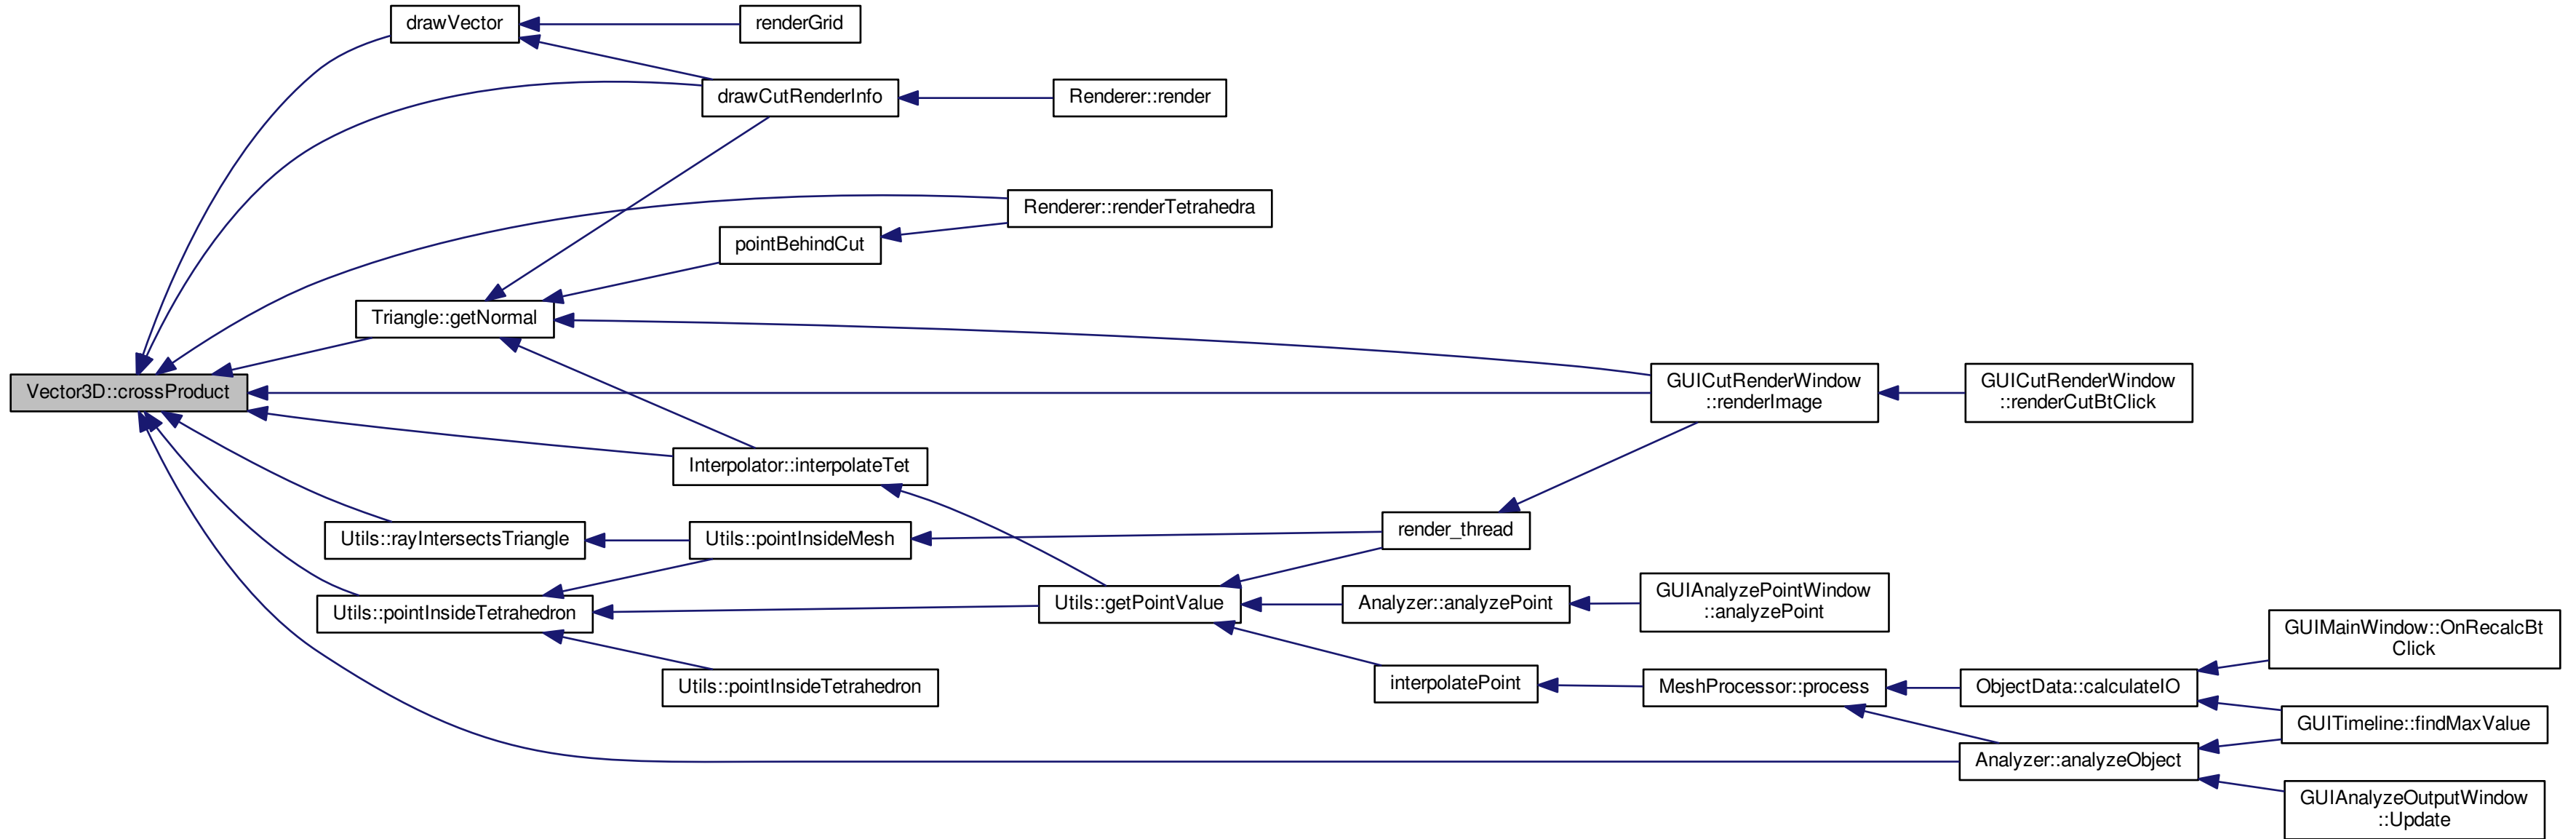 drawVector
renderGrid
drawCutRenderInfo
Renderer::render
Renderer::renderTetrahedra
pointBehindCut
Triangle::getNormal
Vector3D::crossProduct
GUICutRenderWindow
::renderImage
GUICutRenderWindow
::renderCutBtClick
Interpolator::interpolateTet
Utils::rayIntersectsTriangle
Utils::pointInsideMesh
render_thread
Utils::pointInsideTetrahedron
Utils::getPointValue
Analyzer::analyzePoint
GUIAnalyzePointWindow
::analyzePoint
Utils::pointInsideTetrahedron
interpolatePoint
MeshProcessor::process
ObjectData::calculateIO
GUIMainWindow::OnRecalcBt
Click
GUITimeline::findMaxValue
Analyzer::analyzeObject
GUIAnalyzeOutputWindow
::Update